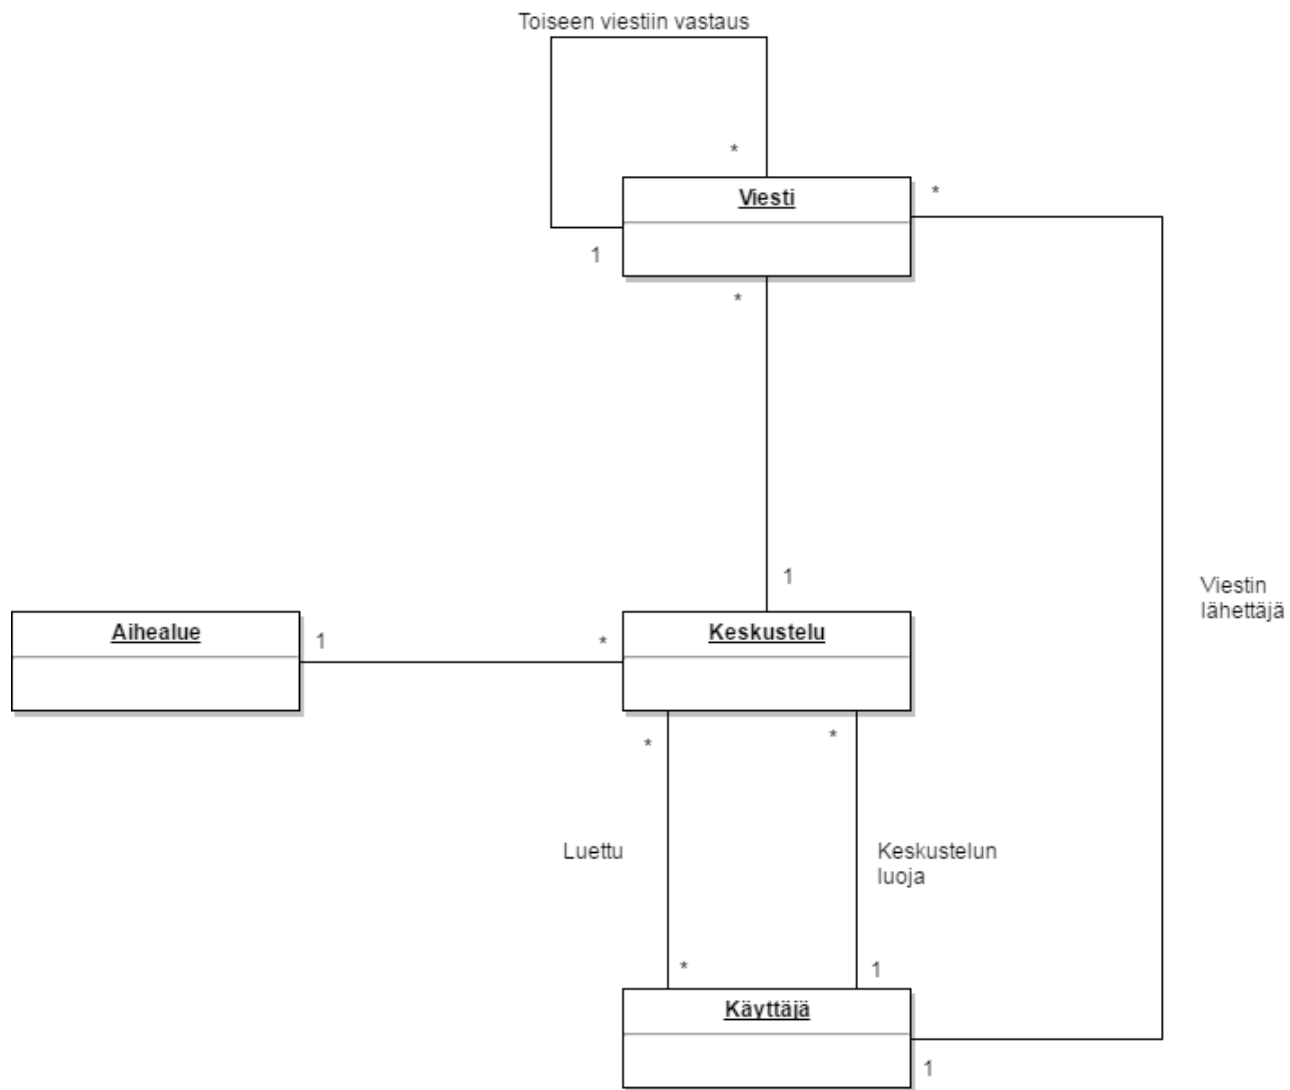 Toiseen viestiin vastaus
*
Viesti
*
1
*
1
Viestin
lähettäjä
Aihealue
1
*
Keskustelu
*
*
Luettu
Keskustelun
luoja
*
1
Käyttäjä
1